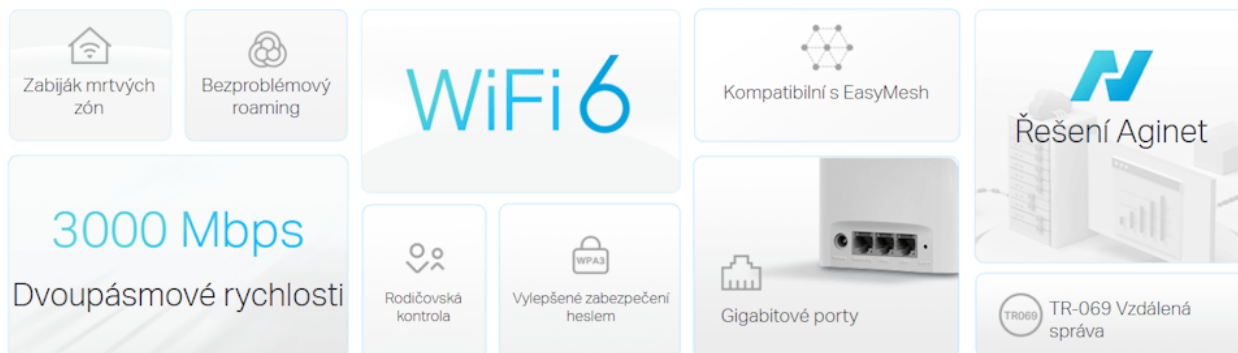 Zabiják mrtvých
zón
Bezproblémový
roaming
WiFi 6
Kompatibilní s EasyMesh
Řešení Aginet
3000 Mbps
Dvoupásmové rychlosti
Rodičovská
kontrola
WPA3
Vylepšené zabezpečení
heslem
Gigabitové porty
TR069
TR-069 Vzdálená
správa